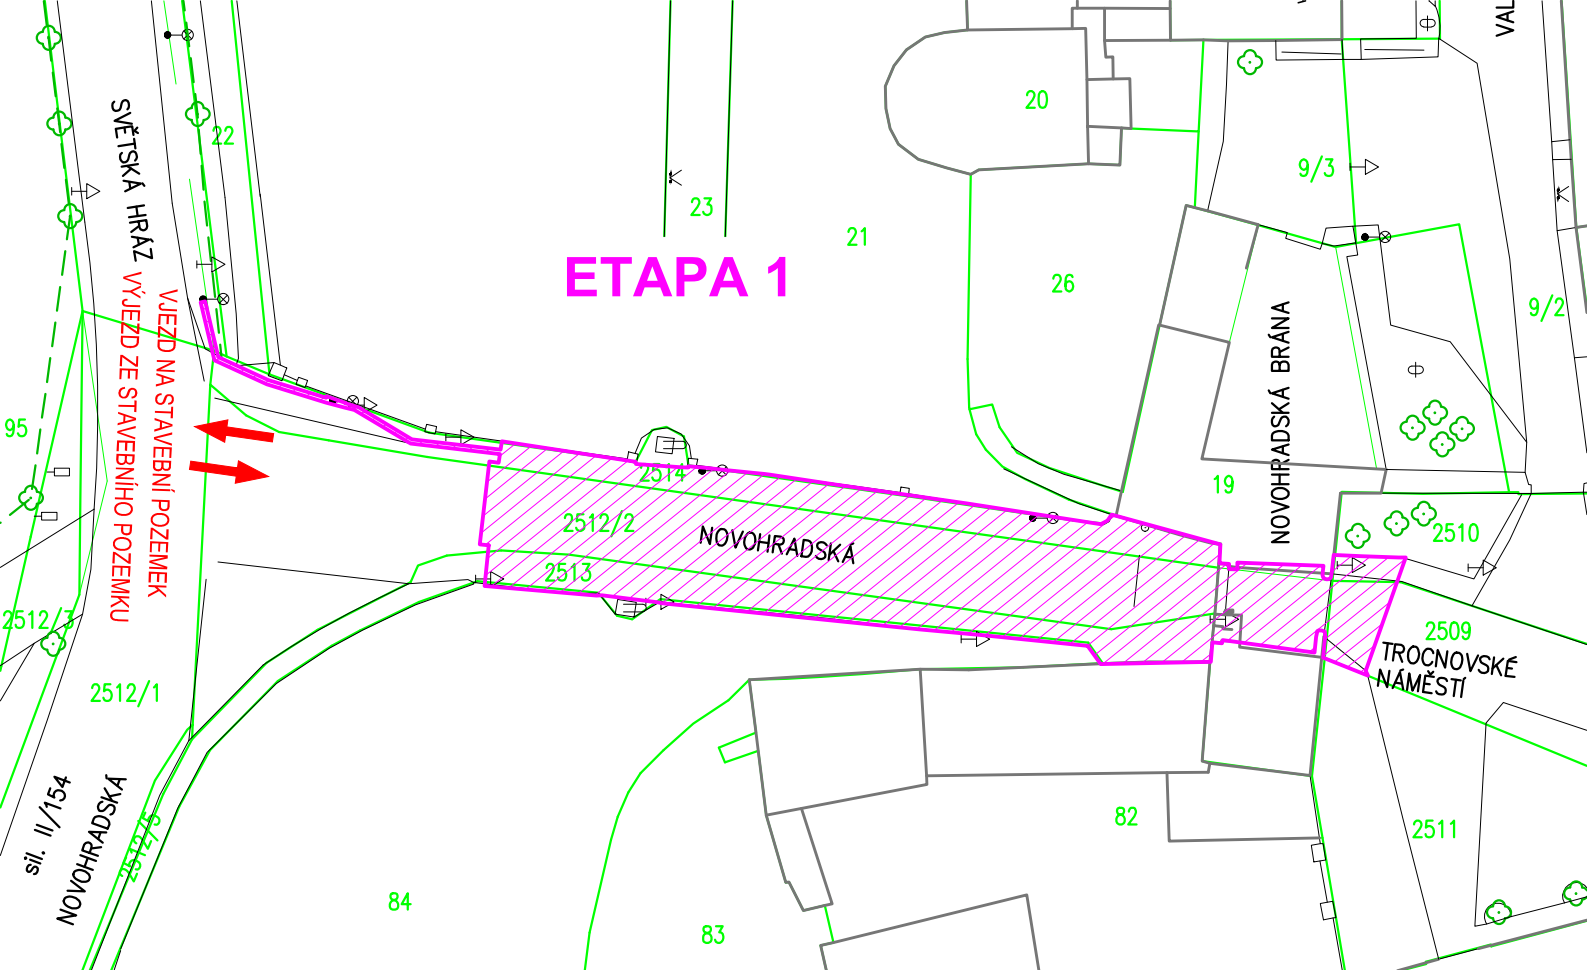 VAL
20
22
SVĚTSKÁ HRÁZ
9/3
23
21
ETAPA 1
26
9/2
VJEZD NA STAVEBNÍ POZEMEK
VÝJEZD ZE STAVEBNÍHO POZEMKU
NOVOHRADSKÁ BRÁNA
95
2514
19
2512/2
NOVOHRADSKÁ
2510
2513
2512/3
2509
TROCNOVSKÉ
NÁMĚSTÍ
2512/1
sil. II/154
NOVOHRADSKÁ
2512/5
82
2511
84
83